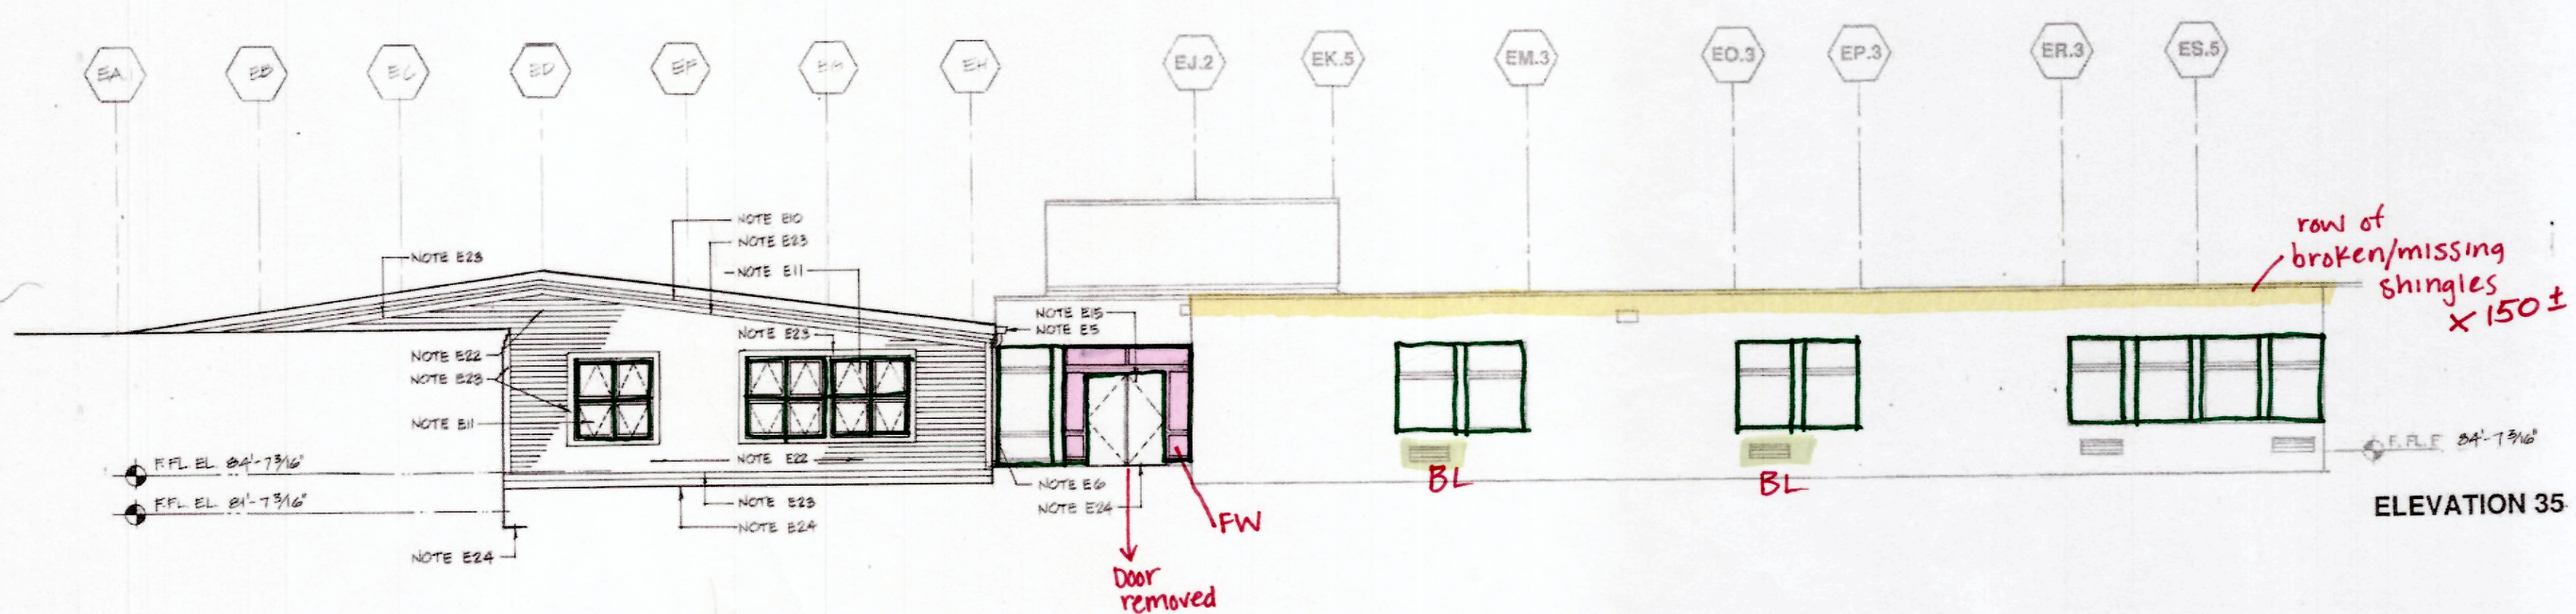 EA.1
EB
EC
ED
EF
EG
EH
EJ.2
EK.5
EM.3
EO.3
EP.3
ER.3
ES.5
NOTE E10
NOTE E23
NOTE E11
NOTE E23
NOTE E15
NOTE E5
NOTE E23
row of
broken/missing
shingles
x 150 ±
NOTE E22
NOTE E23
NOTE E11
NOTE E22
F.FL. EL. 84'-7 3/16"
F.FL. EL. 81'-7 3/16"
NOTE E23
NOTE E24
NOTE E24
NOTE E6
NOTE E24
FW
Door
removed
BL
BL
F. FL. F 84'-7 3/16"
ELEVATION 35